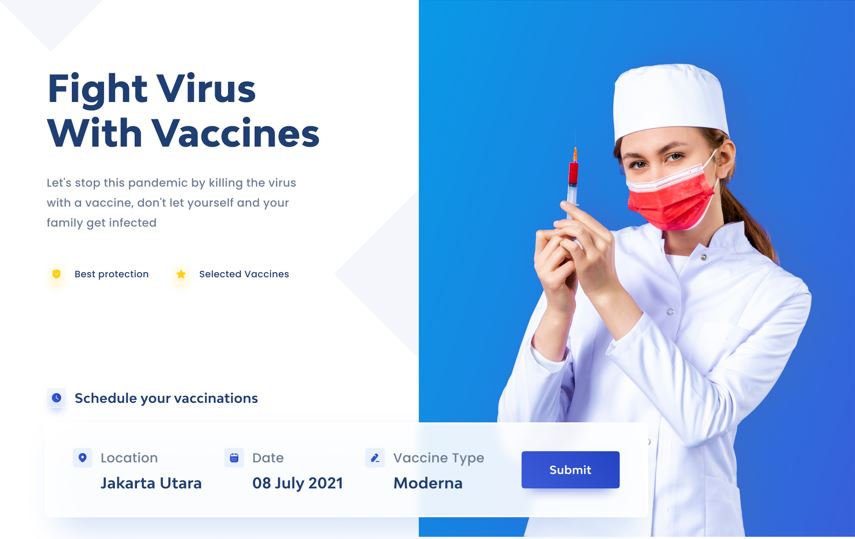 Fight Virus
With Vaccines
Let's stop this pandemic by killing the virus
with a vaccine, don't let yourself and your
family get infected
Best protection
Selected Vaccines
Schedule your vaccinations
Location
Jakarta Utara
Date
08 July 2021
Vaccine Type
Moderna
Submit